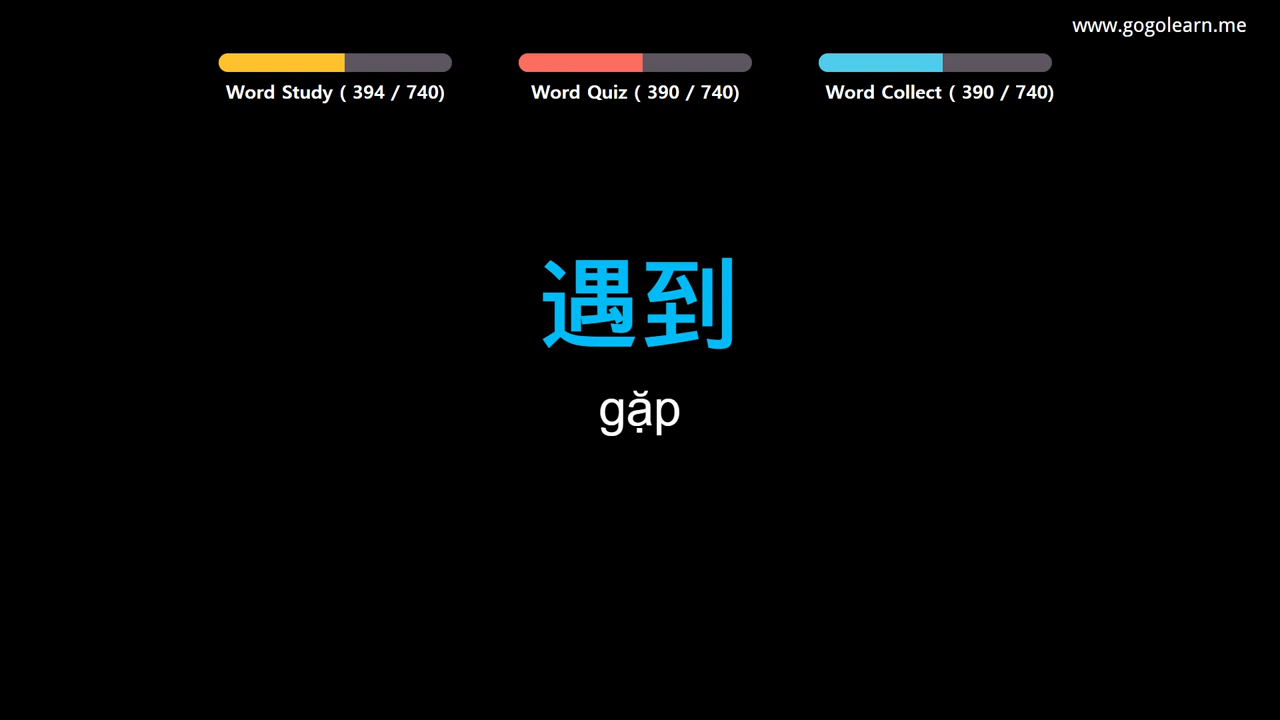 www.gogolearn.me
Word Study ( 394 / 740)
Word Quiz ( 390 / 740)
Word Collect ( 390 / 740)
遇到
gặp